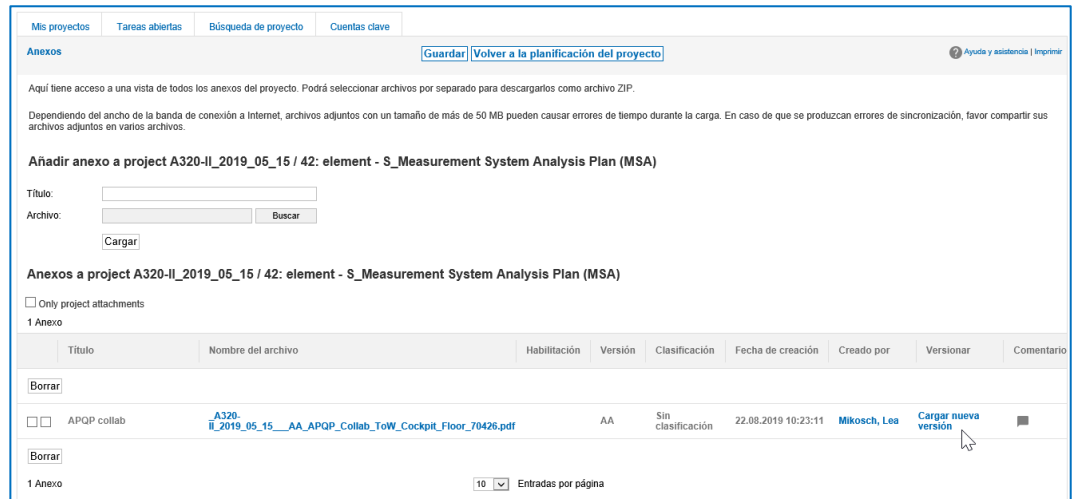 Mis proyectos Tareas abiertas Búsqueda de proyecto Cuentas clave
Anexos Guardar Volver a la planificación del proyecto ? Ayuda y asistencia | Imprimir
Aquí tiene acceso a una vista de todos los anexos del proyecto. Podrá seleccionar archivos por separado para descargarlos como archivo ZIP.
Dependiendo del ancho de la banda de conexión a Internet, archivos adjuntos con un tamaño de más de 50 MB pueden causar errores de tiempo durante la carga. En caso de que se produzcan errores de sincronización, favor compartir sus
archivos adjuntos en varios archivos.
Añadir anexo a project A320-II_2019_05_15 / 42: element - S_Measurement System Analysis Plan (MSA)
Título:
Archivo: Buscar
Cargar
Anexos a project A320-II_2019_05_15 / 42: element - S_Measurement System Analysis Plan (MSA)
Only project attachments
1 Anexo
Título Nombre del archivo Habilitación Versión Clasificación Fecha de creación Creado por Versionar Comentario
Borrar
APQP collab _A320-
II_2019_05_15___AA_APQP_Collab_ToW_Cockpit_Floor_70426.pdf AA Sin
clasificación 22.08.2019 10:23:11 Mikosch, Lea Cargar nueva
versión
Borrar
1 Anexo 10 Entradas por página